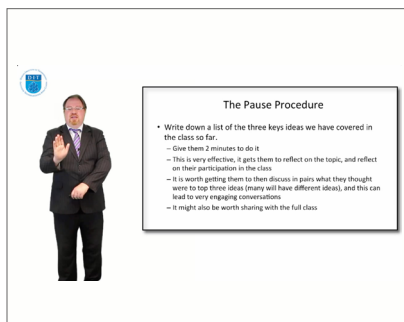 DIT
The Pause Procedure
• Write down a list of the three keys ideas we have covered in
the class so far.
– Give them 2 minutes to do it
– This is very effective, it gets them to reflect on the topic, and reflect
on their participation in the class
– It is worth getting them to then discuss in pairs what they thought
were to top three ideas (many will have different ideas), and this can
lead to very engaging conversations
– It might also be worth sharing with the full class